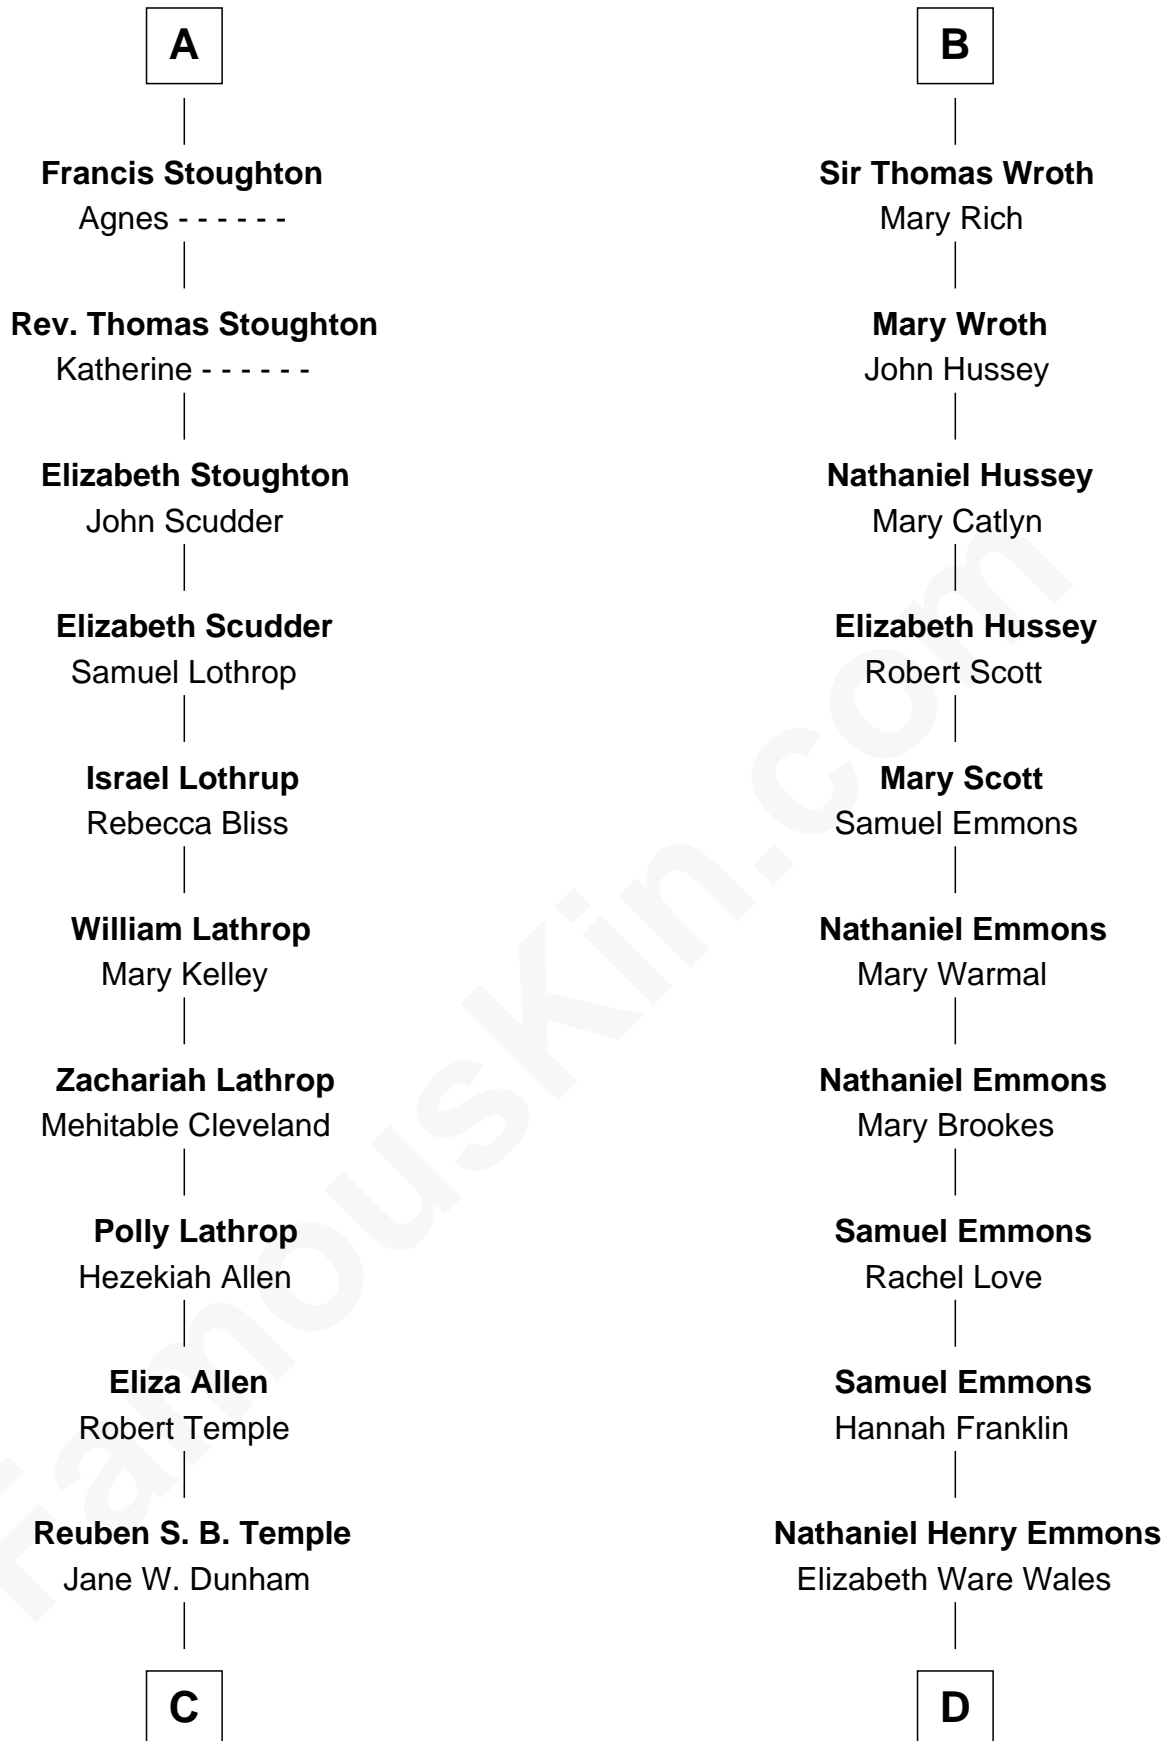 A
Francis Stoughton
Agnes - - - - - -
Rev. Thomas Stoughton
Katherine - - - - - -
Elizabeth Stoughton
John Scudder
Elizabeth Scudder
Samuel Lothrop
Israel Lothrup
Rebecca Bliss
William Lathrop
Mary Kelley
Zachariah Lathrop
Mehitable Cleveland
Polly Lathrop
Hezekiah Allen
Eliza Allen
Robert Temple
Reuben S. B. Temple
Jane W. Dunham
C
B
Sir Thomas Wroth
Mary Rich
Mary Wroth
John Hussey
Nathaniel Hussey
Mary Catlyn
Elizabeth Hussey
Robert Scott
Mary Scott
Samuel Emmons
Nathaniel Emmons
Mary Warmal
Nathaniel Emmons
Mary Brookes
Samuel Emmons
Rachel Love
Samuel Emmons
Hannah Franklin
Nathaniel Henry Emmons
Elizabeth Ware Wales
D
FamousKin.com